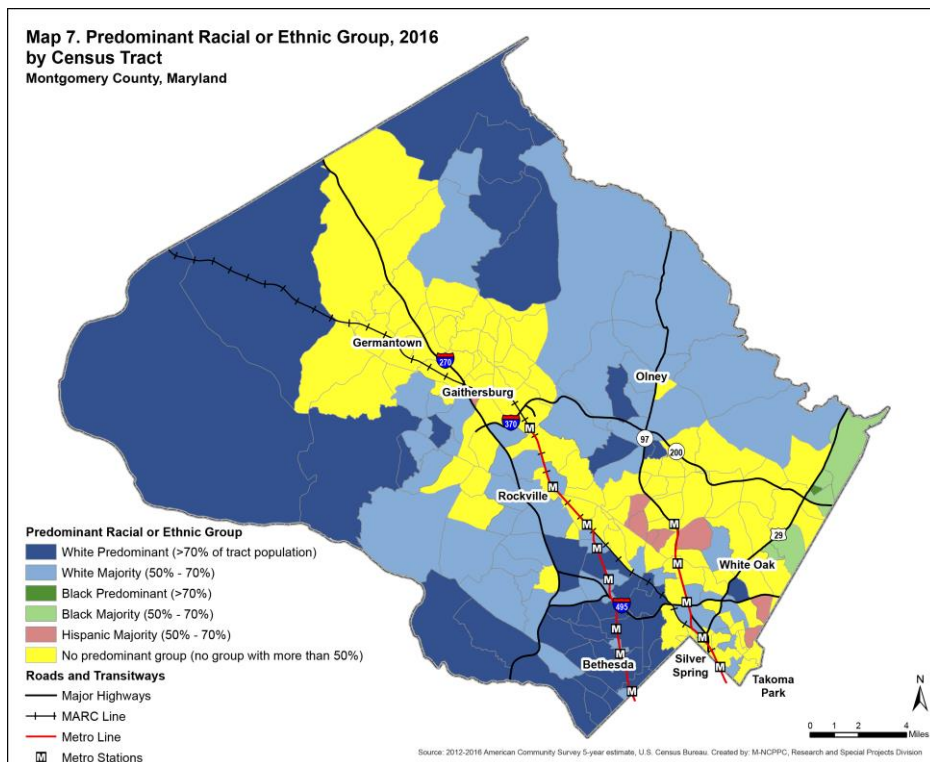 Map 7. Predominant Racial or Ethnic Group, 2016
by Census Tract
Montgomery County, Maryland
Germantown
270
Gaithersburg
Olney
370
97
200
Rockville
29
White Oak
495
Bethesda
Silver
Spring
Takoma
Park
M
M
M
M
M
M
M
M
M
M
M
M
M
M
Predominant Racial or Ethnic Group
White Predominant (>70% of tract population)
White Majority (50% - 70%)
Black Predominant (>70)
Black Majority (50% - 70%)
Hispanic Majority (50% - 70%)
No predominant group (no group with more than 50%)
Roads and Transitways
Major Highways
MARC Line
Metro Line
M Metro Stations
N
0 1 2 4
Miles
Source: 2012-2016 American Community Survey 5-year estimate, U.S. Census Bureau. Created by: M-NCPPC, Research and Special Projects Division